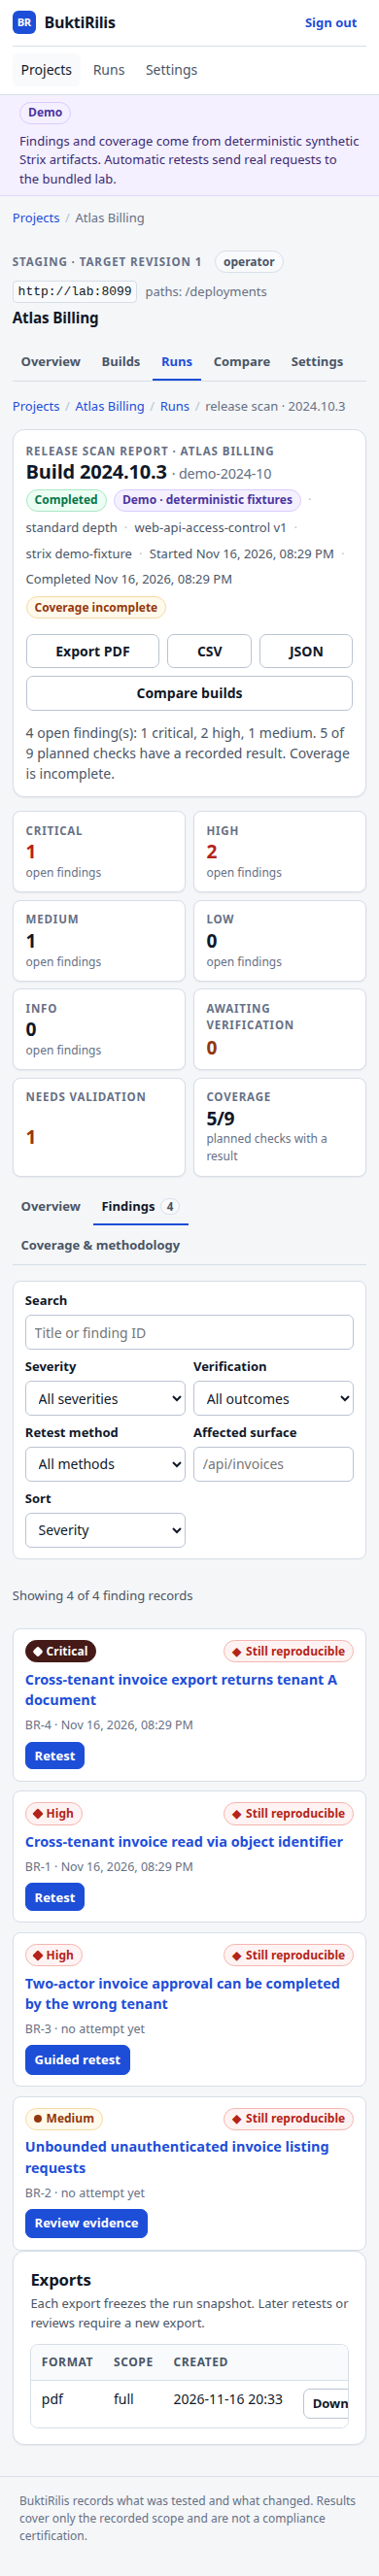 BR BuktiRilis Sign out
Projects Runs Settings
Demo
Findings and coverage come from deterministic synthetic
Strix artifacts. Automatic retests send real requests to
the bundled lab.
Projects / Atlas Billing
STAGING · TARGET REVISION 1 operator
http://lab:8099 paths: /deployments
Atlas Billing
Overview Builds Runs Compare Settings
Projects / Atlas Billing / Runs / release scan · 2024.10.3
RELEASE SCAN REPORT · ATLAS BILLING
Build 2024.10.3 · demo-2024-10
Completed Demo · deterministic fixtures ·
standard depth · web-api-access-control v1 ·
strix demo-fixture · Started Nov 16, 2026, 08:29 PM ·
Completed Nov 16, 2026, 08:29 PM
Coverage incomplete
Export PDF CSV JSON
Compare builds
4 open finding(s): 1 critical, 2 high, 1 medium. 5 of
9 planned checks have a recorded result. Coverage
is incomplete.
CRITICAL
1
open findings
HIGH
2
open findings
MEDIUM
1
open findings
LOW
0
open findings
INFO
0
open findings
AWAITING
VERIFICATION
0
NEEDS VALIDATION
1
COVERAGE
5/9
planned checks with a
result
Overview Findings 4
Coverage & methodology
Search
Title or finding ID
Severity Verification
All severities All outcomes
Retest method Affected surface
All methods /api/invoices
Sort
Severity
Showing 4 of 4 finding records
Critical Still reproducible
Cross-tenant invoice export returns tenant A
document
BR-4 · Nov 16, 2026, 08:29 PM
Retest
High Still reproducible
Cross-tenant invoice read via object identifier
BR-1 · Nov 16, 2026, 08:29 PM
Retest
High Still reproducible
Two-actor invoice approval can be completed
by the wrong tenant
BR-3 · no attempt yet
Guided retest
Medium Still reproducible
Unbounded unauthenticated invoice listing
requests
BR-2 · no attempt yet
Review evidence
Exports
Each export freezes the run snapshot. Later retests or
reviews require a new export.
FORMAT SCOPE CREATED
pdf full 2026-11-16 20:33 Down
BuktiRilis records what was tested and what changed. Results
cover only the recorded scope and are not a compliance
certification.